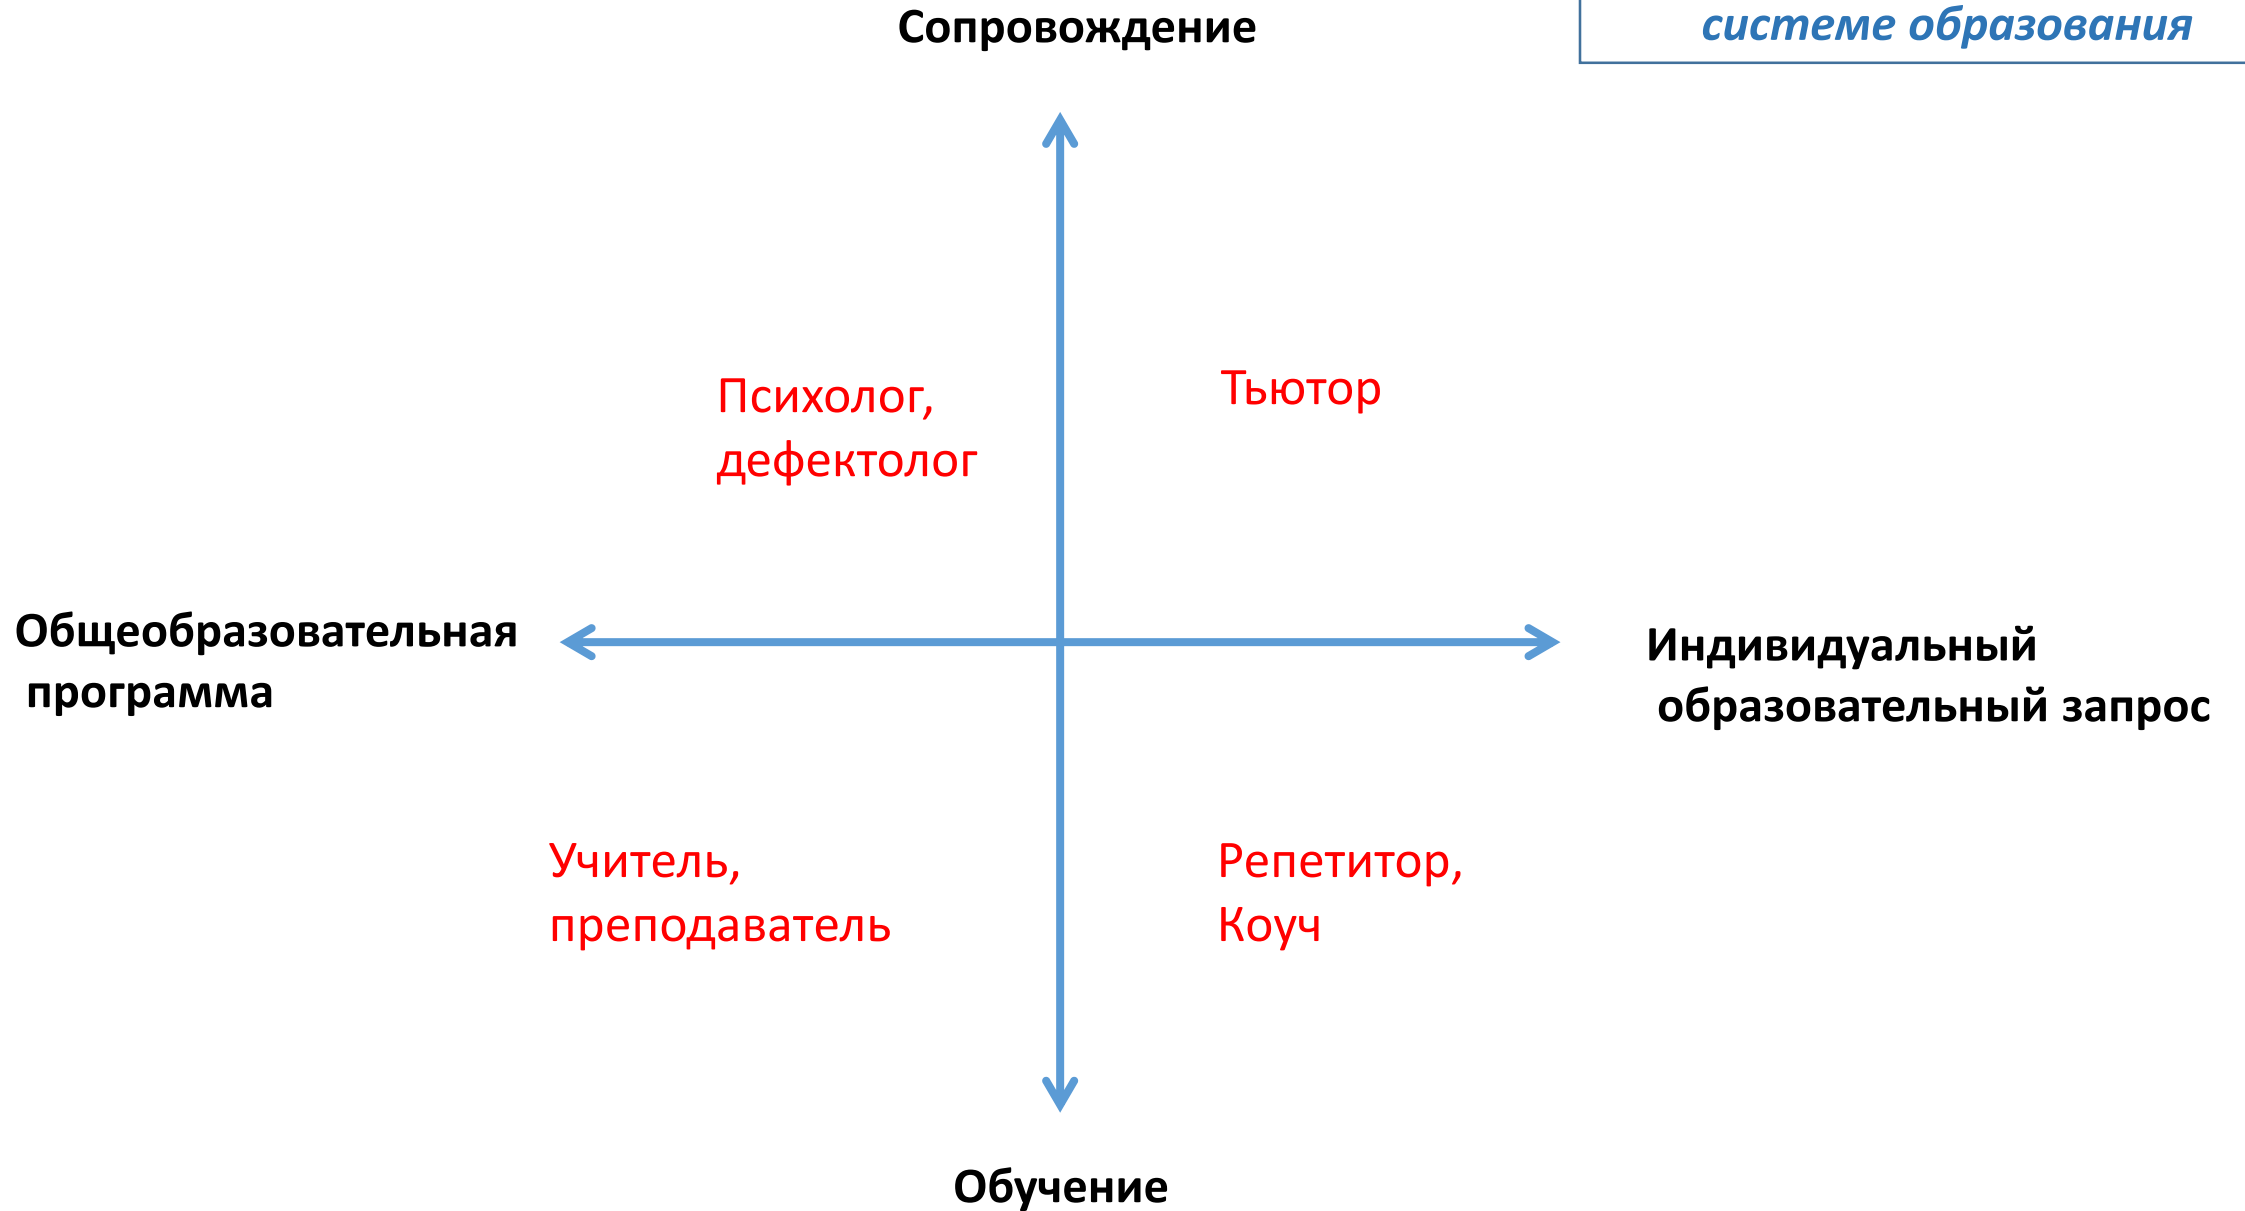 Сопровождение
системе образования
Психолог,
дефектолог
Тьютор
Общеобразовательная
программа
Индивидуальный
образовательный запрос
Учитель,
преподаватель
Репетитор,
Коуч
Обучение